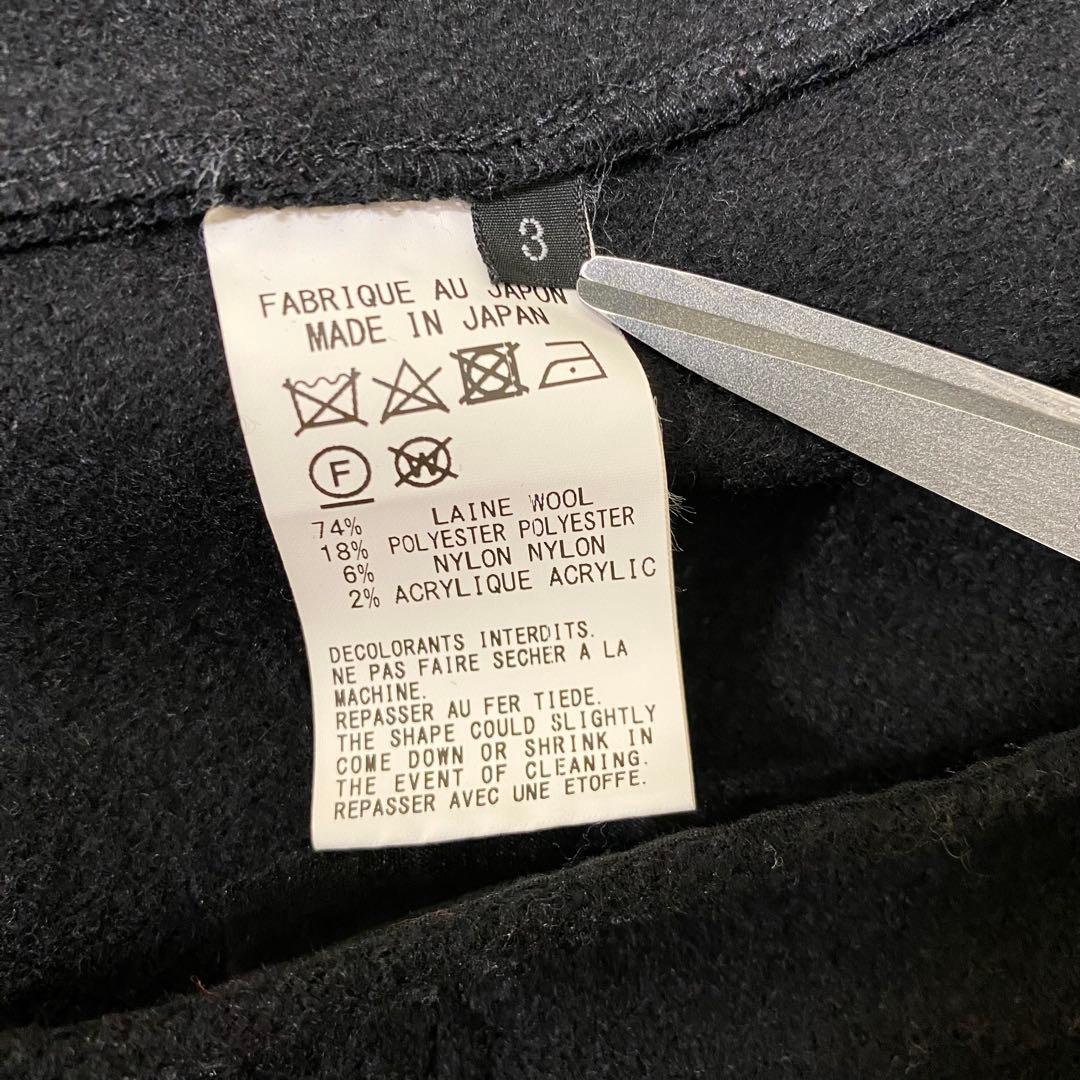 3
FABRIQUE AU JAPON
MADE IN JAPAN
F W
74% LAINE WOOL
18% POLYESTER POLYESTER
6% NYLON NYLON
2% ACRYLIQUE ACRYLIC
DECOLORANTS INTERDITS.
NE PAS FAIRE SECHER A LA
MACHINE.
REPASSER AU FER TIEDE.
THE SHAPE COULD SLIGHTLY
COME DOWN OR SHRINK IN
THE EVENT OF CLEANING.
REPASSER AVEC UNE ETOFFE.